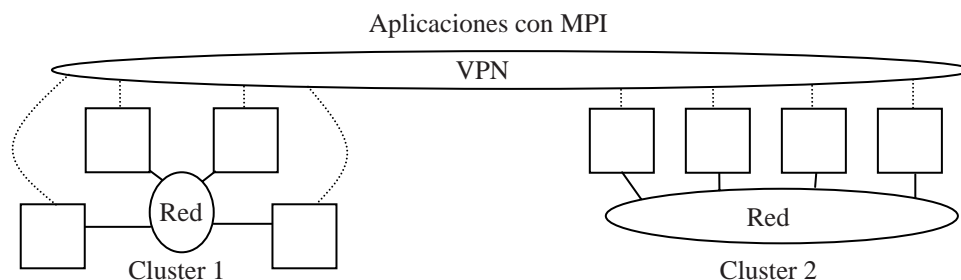 Aplicaciones con MPI
VPN
Red
Red
Cluster 1
Cluster 2